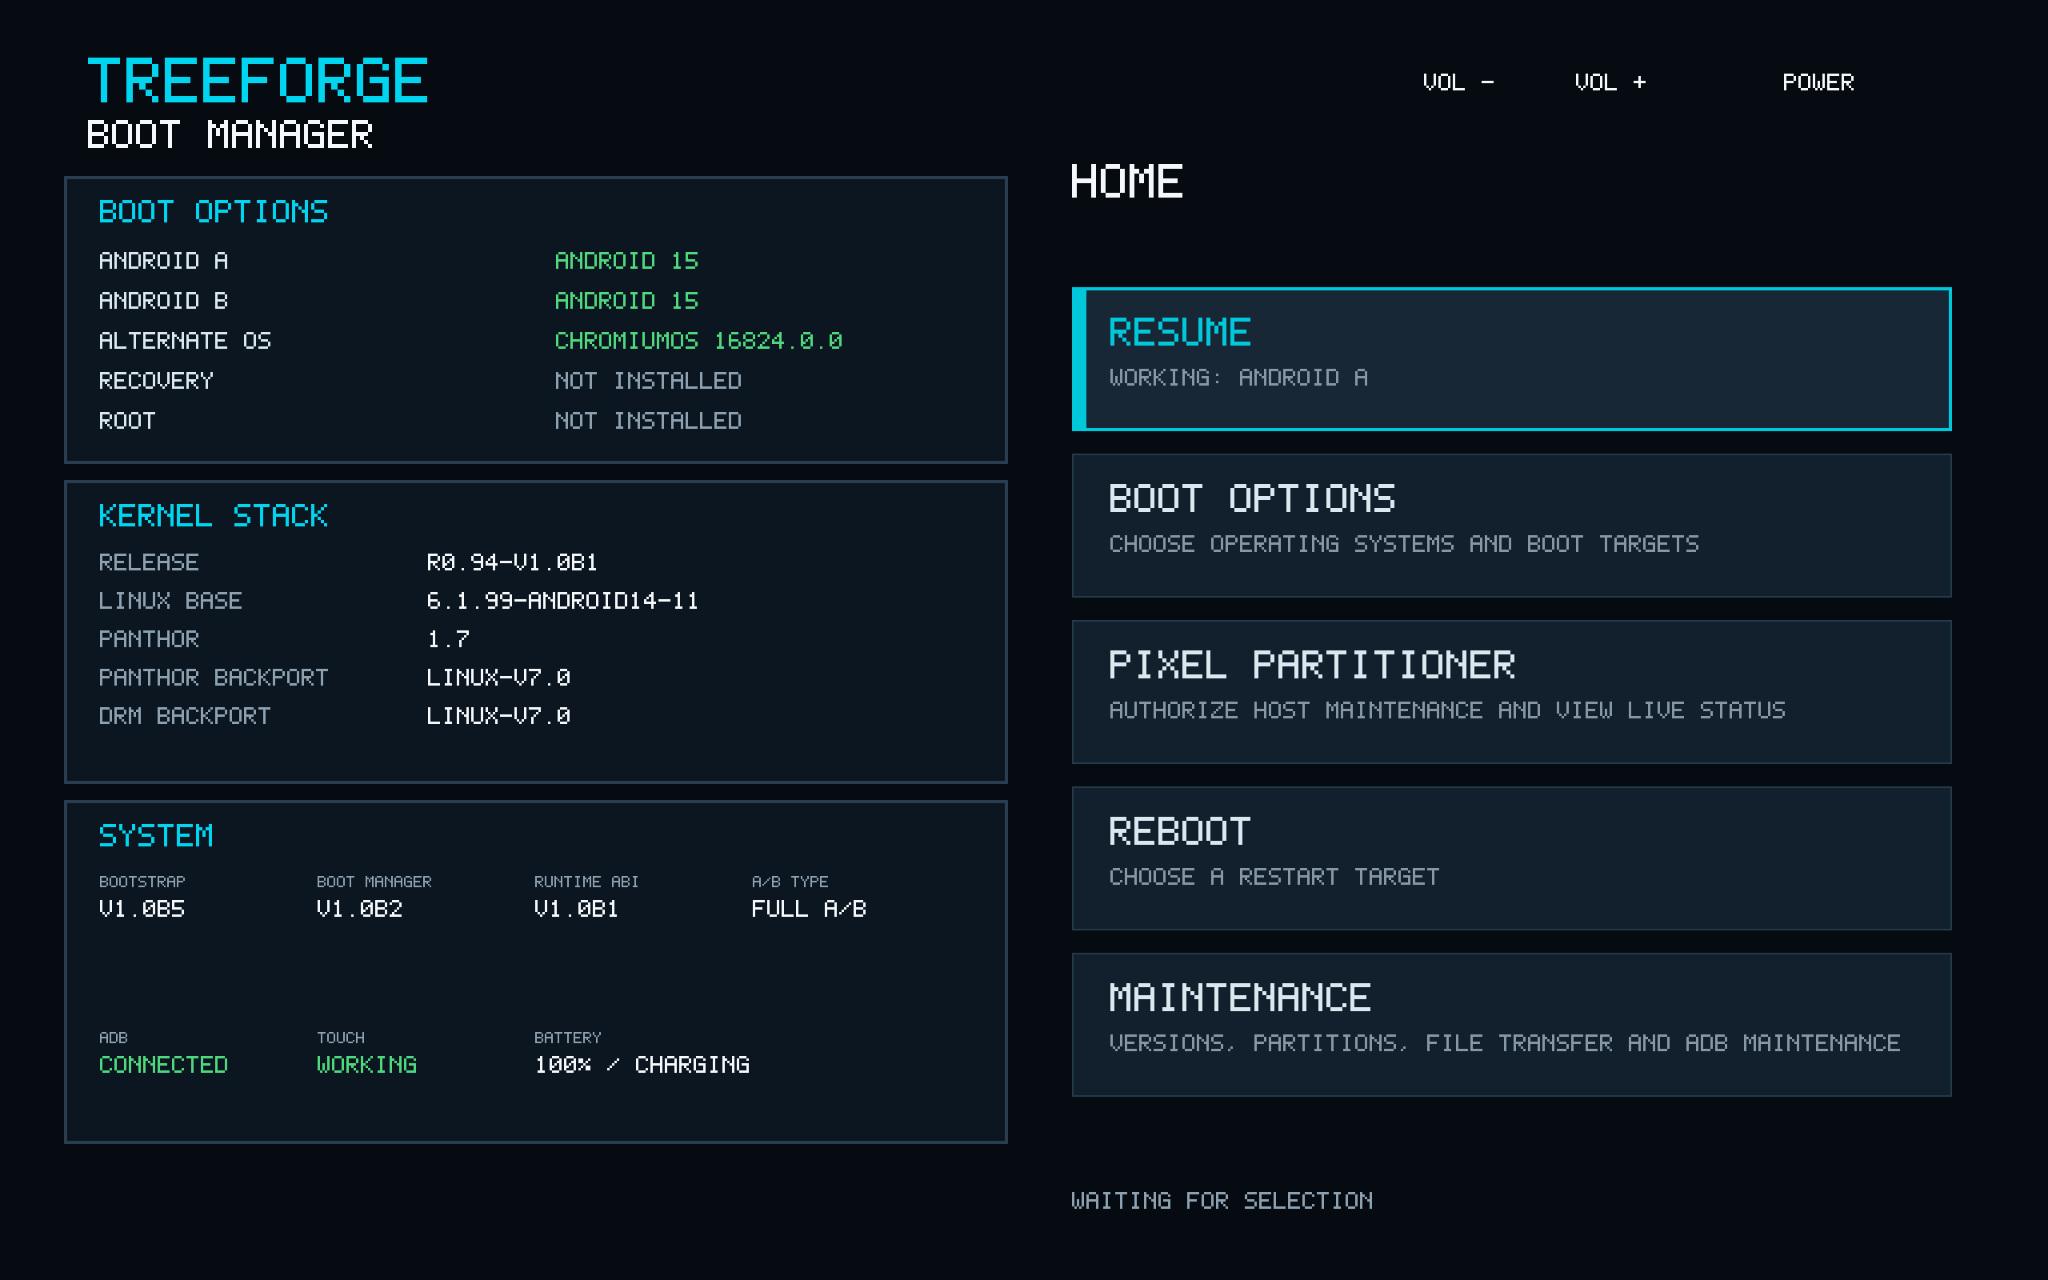 TREEFORGE
BOOT MANAGER
VOL - VOL + POWER
BOOT OPTIONS
ANDROID A ANDROID 15
ANDROID B ANDROID 15
ALTERNATE OS CHROMIUMOS 16824.0.0
RECOVERY NOT INSTALLED
ROOT NOT INSTALLED
KERNEL STACK
RELEASE R0.94-V1.0B1
LINUX BASE 6.1.99-ANDROID14-11
PANTHOR 1.7
PANTHOR BACKPORT LINUX-V7.0
DRM BACKPORT LINUX-V7.0
SYSTEM
BOOTSTRAP BOOT MANAGER RUNTIME ABI A/B TYPE
V1.0B5 V1.0B2 V1.0B1 FULL A/B
ADB TOUCH BATTERY
CONNECTED WORKING 100% / CHARGING
HOME
RESUME
WORKING: ANDROID A
BOOT OPTIONS
CHOOSE OPERATING SYSTEMS AND BOOT TARGETS
PIXEL PARTITIONER
AUTHORIZE HOST MAINTENANCE AND VIEW LIVE STATUS
REBOOT
CHOOSE A RESTART TARGET
MAINTENANCE
VERSIONS, PARTITIONS, FILE TRANSFER AND ADB MAINTENANCE
WAITING FOR SELECTION